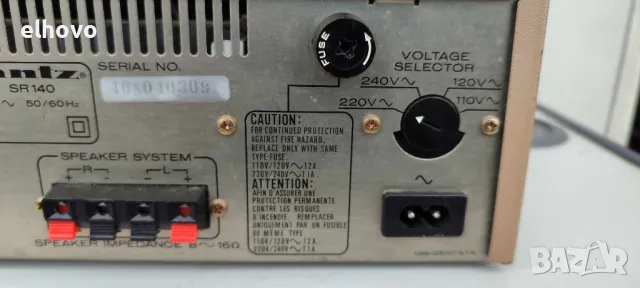 elhovo
antz®
SR140
50/60Hz
SERIAL NO.
FUSE
VOLTAGE
SELECTOR
240V~
120V~
220V~
110V~
CAUTION:
FOR CONTINUED PROTECTION
AGAINST FIRE HAZARD,
REPLACE ONLY WITH SAME
TYPE FUSE.
ATTENTION:
AFIN D'ASSURER UNE
PROTECTION PERMANENTE
CONTRE LES RISQUES
D'INCENDIE, REMPLACER
UNIQUEMENT PAR UN FUSIBLE
DE MÊME TYPE
SPEAKER SYSTEM
R
L
+
-
-
+
SPEAKER IMPEDANCE 8~16Ω
~
BAZAR